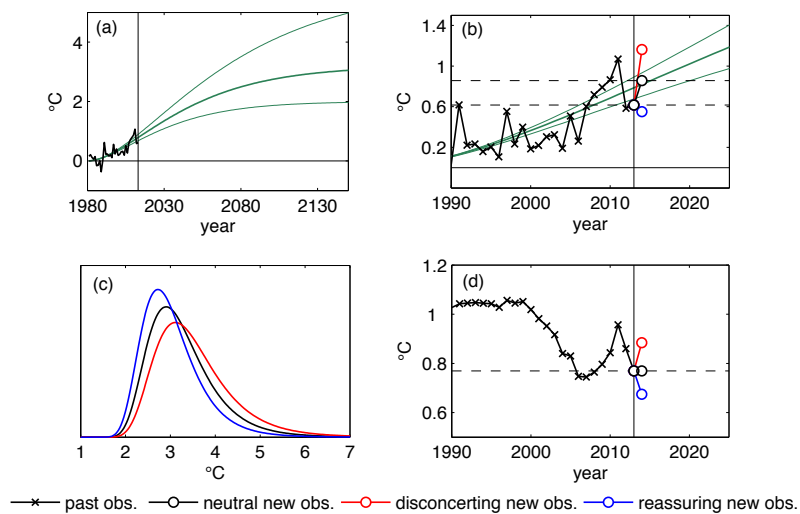 (a)
4
2
0
°C
1980 2030 2080 2130
year
(b)
1.4
1
0.6
0.2
°C
1990 2000 2010 2020
year
(c)
1 2 3 4 5 6 7
°C
(d)
1.2
1
0.8
0.6
°C
1990 2000 2010 2020
year
past obs. neutral new obs. disconcerting new obs. reassuring new obs.